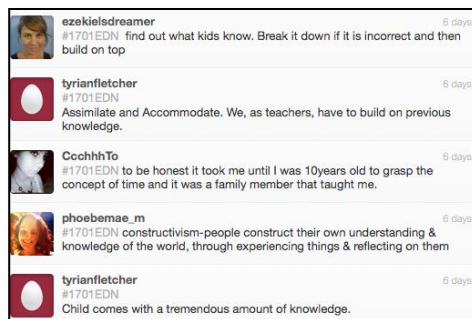 ezekielsdreamer 6 days
#1701EDN find out what kids know. Break it down if it is incorrect and then
build on top
tyrianfletcher 6 days
#1701EDN
Assimilate and Accommodate. We, as teachers, have to build on previous
knowledge.
CcchhhTo 6 days
#1701EDN to be honest it took me until I was 10years old to grasp the
concept of time and it was a family member that taught me.
phoebemae_m 6 days
#1701EDN constructivism-people construct their own understanding &
knowledge of the world, through experiencing things & reflecting on them
tyrianfletcher 6 days
#1701EDN
Child comes with a tremendous amount of knowledge.